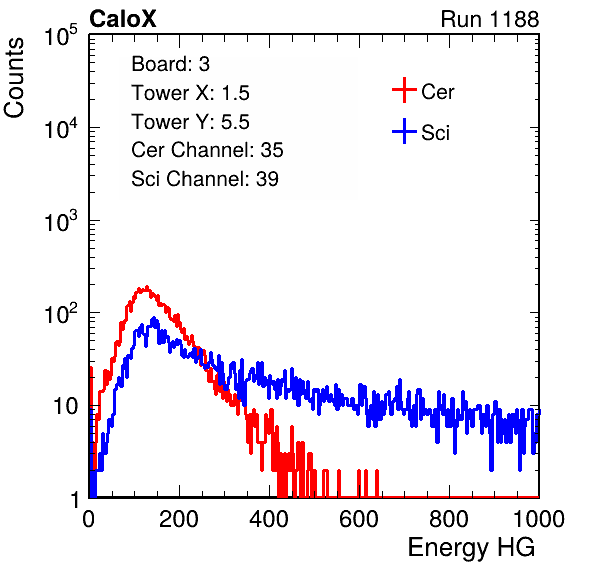 CaloX Run 1188
Counts
Board: 3
Tower X: 1.5
Tower Y: 5.5
Cer Channel: 35
Sci Channel: 39
Cer
Sci
10^5
10^4
10^3
10^2
10
1
0 200 400 600 800 1000
Energy HG